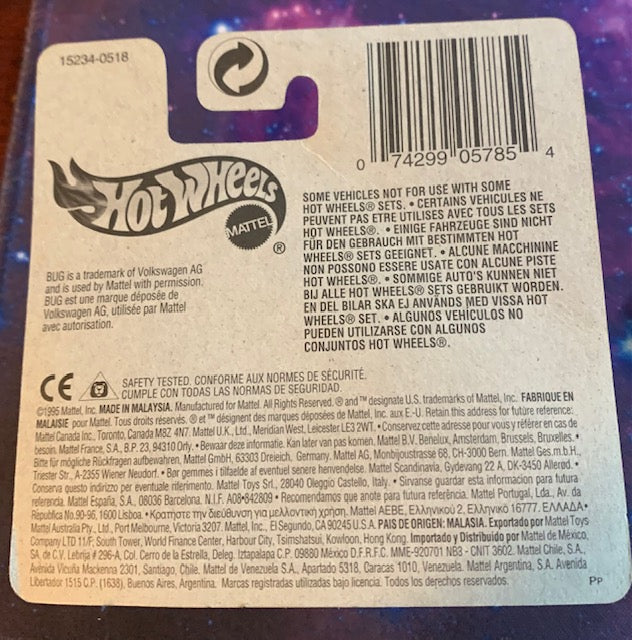 15234-0518
0 74299 05785 4
HOT WHEELS
MATTEL
®
BUG is a trademark of Volkswagen AG
and is used by Mattel with permission.
BUG est une marque déposée de
Volkswagen AG, utilisée par Mattel
avec autorisation.
SOME VEHICLES NOT FOR USE WITH SOME
HOT WHEELS® SETS. • CERTAINS VEHICULES NE
PEUVENT PAS ETRE UTILISES AVEC TOUS LES SETS
HOT WHEELS®. • EINIGE FAHRZEUGE SIND NICHT
FÜR DEN GEBRAUCH MIT BESTIMMTEN HOT
WHEELS® SETS GEEIGNET. • ALCUNE MACCHININE
NON POSSONO ESSERE USATE CON ALCUNE PISTE
HOT WHEELS®. • SOMMIGE AUTO'S KUNNEN NIET
BIJ ALLE HOT WHEELS® SETS GEBRUIKT WORDEN.
EN DEL BILAR SKA EJ ANVÄNDS MED VISSA HOT
WHEELS® SET. • ALGUNOS VEHÍCULOS NO
PUEDEN UTILIZARSE CON ALGUNOS
CONJUNTOS HOT WHEELS®.
CE
SAFETY TESTED. CONFORME AUX NORMES DE SÉCURITÉ.
CUMPLE CON TODAS LAS NORMAS DE SEGURIDAD.
©1995 Mattel, Inc. MADE IN MALAYSIA. Manufactured for Mattel. All Rights Reserved. ® and ™ designate U.S. trademarks of Mattel, Inc. FABRIQUE EN
MALAISIE pour Mattel. Tous droits réservés. ® et ™ désignent des marques déposées de Mattel, Inc. aux E.-U. Retain this address for future reference:
Mattel Canada Inc., Toronto, Canada M8Z 4N7. Mattel U.K., Ltd., Meridian West, Leicester LE3 2WT. • Conservez cette adresse pour vous y référer en cas de
besoin. Mattel France, S.A., B.P. 23, 94310 Orly. • Bewaar deze informatie. Kan later van pas komen. Mattel B.V. Benelux, Amsterdam, Brussels, Bruxelles. •
Bitte für mögliche Rückfragen aufbewahren. Mattel GmbH, 63303 Dreieich. Germany. Mattel AG, Monbijoustrasse 68, CH-3000 Bern. Mattel Ges.m.b.H.,
Triester Str., A-2355 Wiener Neudorf. • Bør gemmes i tilfælde af eventuel senere henvendelse. Mattel Scandinavia, Gydevang 22 A, DK-3450 Allerød. •
Conserva questo indirizzo per eventuale riferimento. Mattel Toys Srl., 28040 Oleggio Castello, Italy. • Sirvanse guardar esta informacion para futura
referencia. Mattel España, S.A., 08036 Barcelona. N.I.F. A08•842809 • Recomendamos que anote para futura referência. Mattel Portugal, Lda., Av. da
República No.90-96, 1600 Lisboa. • Κρατήστε την διεύθυνση για μελλοντική χρήση. Mattel AEBE, Ελληνικού 2, Ελληνικό 16777. ΕΛΛΑΔΑ •
Mattel Australia Pty., Ltd., Port Melbourne, Victoria 3207. Mattel, Inc., El Segundo, CA 90245 U.S.A. PAIS DE ORIGEN: MALASIA. Exportado por Mattel Toys
Company LTD 11/F, South Tower, World Finance Center, Harbour City, Tsimshatsui, Kowloon, Hong Kong. Importado y Distribuido por Mattel de México,
SA. de C.V. Lebrija # 296-A, Col. Cerro de la Estrella, Deleg. Iztapalapa C.P. 09880 México D.F. R.F.C. MME-920701 NB3 - CNIT 3602. Mattel Chile, S.A.,
Avenida Vicuña Mackenna 2301, Santiago, Chile. Mattel de Venezuela S.A., Apartado 5318, Caracas 1010, Venezuela. Mattel Argentina, S.A. Avenida
Libertador 1515 C.P. (1638), Buenos Aires, Argentina. Marcas registradas utilizadas bajo licencia. Todos los derechos reservados.
PP